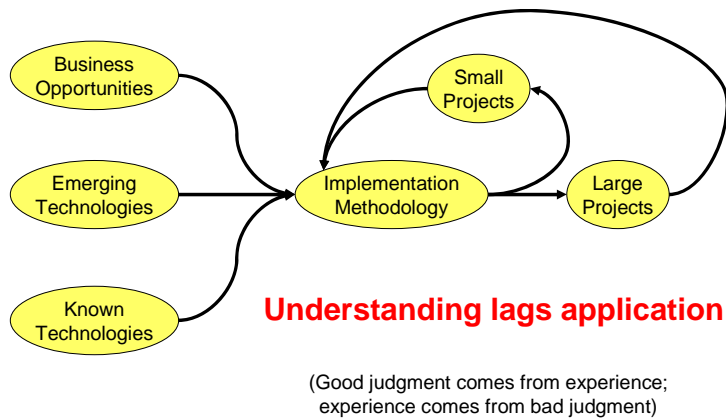 Business
Opportunities
Small
Projects
Emerging
Technologies
Implementation
Methodology
Large
Projects
Known
Technologies
Understanding lags application
(Good judgment comes from experience;
experience comes from bad judgment)